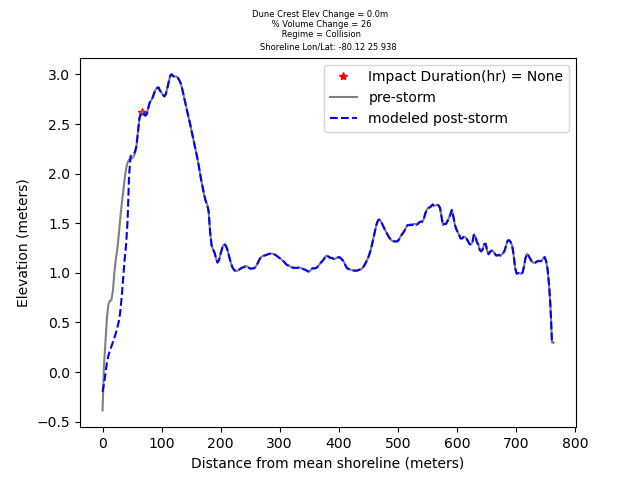 Dune Crest Elev Change = 0.0m
% Volume Change = 26
Regime = Collision
Shoreline Lon/Lat: -80.12 25.938
Impact Duration(hr) = None
pre-storm
modeled post-storm
Elevation (meters)
3.0
2.5
2.0
1.5
1.0
0.5
0.0
−0.5
0 100 200 300 400 500 600 700 800
Distance from mean shoreline (meters)